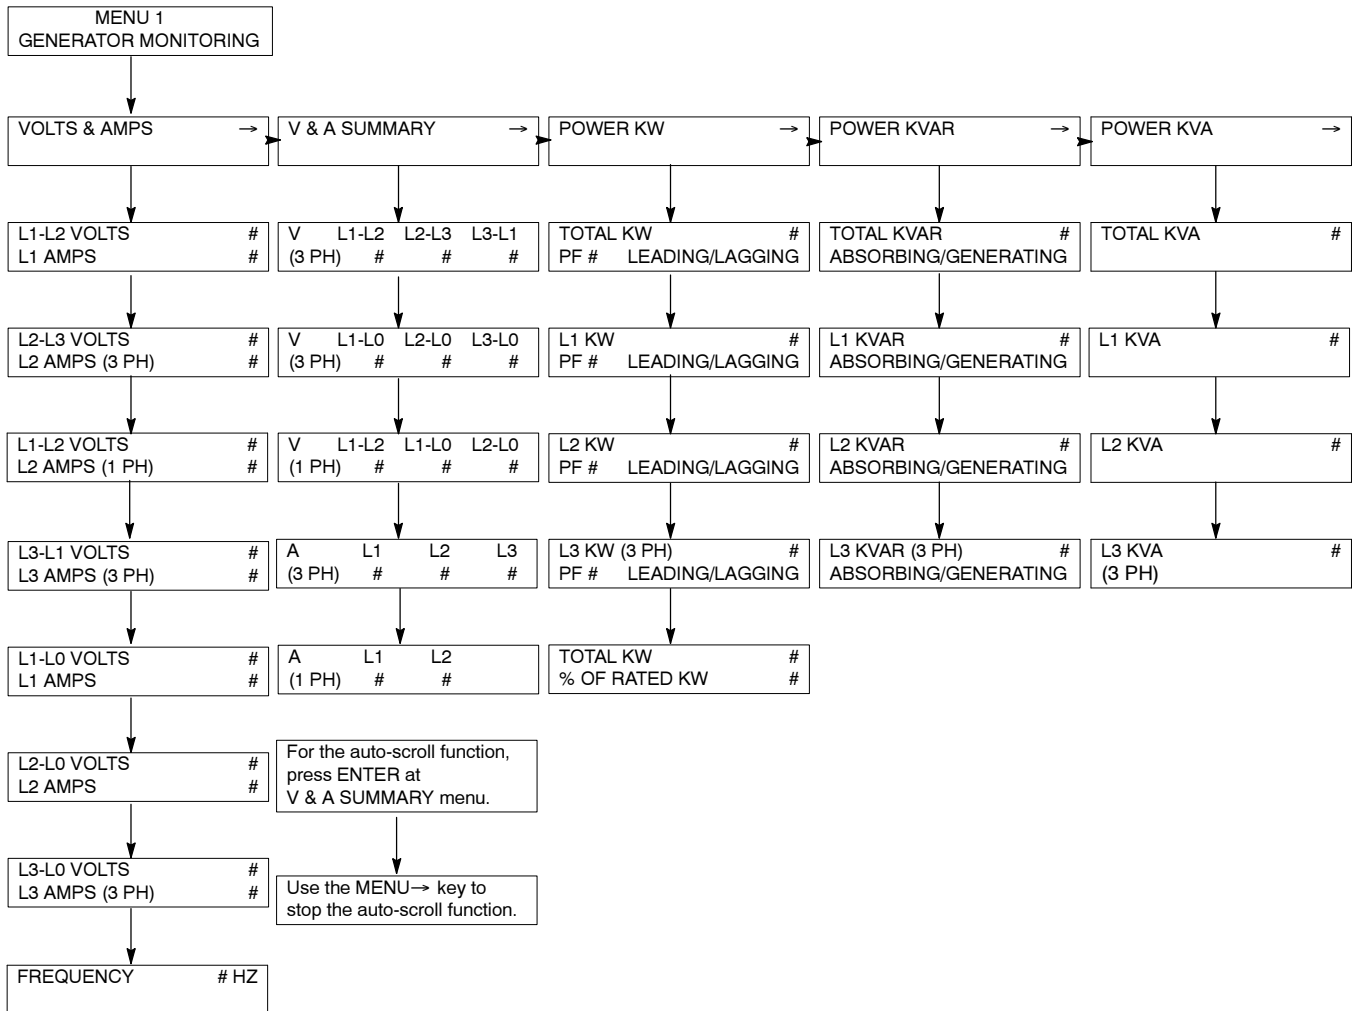 MENU 1
GENERATOR MONITORING
VOLTS & AMPS →
L1-L2 VOLTS #
L1 AMPS #
L2-L3 VOLTS #
L2 AMPS (3 PH) #
L1-L2 VOLTS #
L2 AMPS (1 PH) #
L3-L1 VOLTS #
L3 AMPS (3 PH) #
L1-L0 VOLTS #
L1 AMPS #
L2-L0 VOLTS #
L2 AMPS #
L3-L0 VOLTS #
L3 AMPS (3 PH) #
FREQUENCY # HZ
V & A SUMMARY →
V L1-L2 L2-L3 L3-L1
(3 PH) # # #
V L1-L0 L2-L0 L3-L0
(3 PH) # # #
V L1-L2 L1-L0 L2-L0
(1 PH) # # #
A L1 L2 L3
(3 PH) # # #
A L1 L2
(1 PH) # #
For the auto-scroll function,
press ENTER at
V & A SUMMARY menu.
Use the MENU→ key to
stop the auto-scroll function.
POWER KW →
TOTAL KW #
PF # LEADING/LAGGING
L1 KW #
PF # LEADING/LAGGING
L2 KW #
PF # LEADING/LAGGING
L3 KW (3 PH) #
PF # LEADING/LAGGING
TOTAL KW #
% OF RATED KW #
POWER KVAR →
TOTAL KVAR #
ABSORBING/GENERATING
L1 KVAR #
ABSORBING/GENERATING
L2 KVAR #
ABSORBING/GENERATING
L3 KVAR (3 PH) #
ABSORBING/GENERATING
POWER KVA →
TOTAL KVA #
L1 KVA #
L2 KVA #
L3 KVA #
(3 PH)